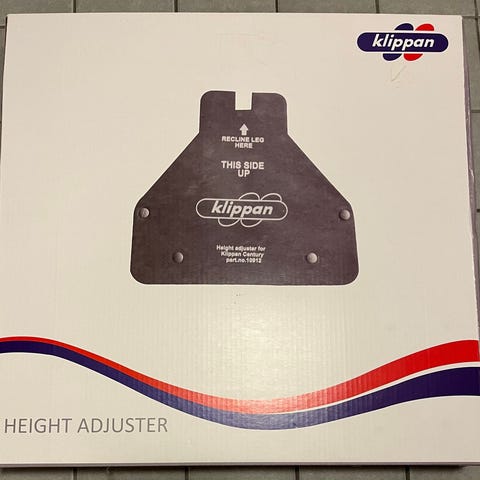 klippan
RECLINE LEG
HERE
THIS SIDE
UP
klippan
Height adjuster for
Klippan Century
part.no.10912
HEIGHT ADJUSTER